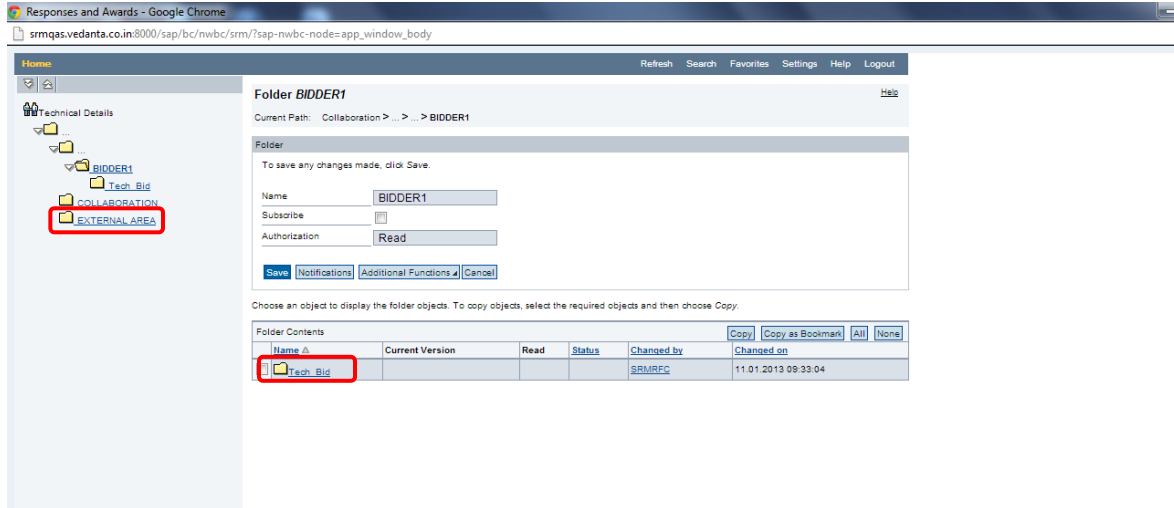 Responses and Awards - Google Chrome
srmqas.vedanta.co.in:8000/sap/bc/nwbc/srm/?sap-nwbc-node=app_window_body
Home Refresh Search Favorites Settings Help Logout
Folder BIDDER1 Help
Technical Details
Current Path: Collaboration > ... > ... > BIDDER1
...
...
Folder
To save any changes made, click Save.
BIDDER1
Tech_Bid
COLLABORATION
EXTERNAL AREA
Name BIDDER1
Subscribe
Authorization Read
Save Notifications Additional Functions Cancel
Choose an object to display the folder objects. To copy objects, select the required objects and then choose Copy.
Folder Contents Copy Copy as Bookmark All None
Name Current Version Read Status Changed by Changed on
Tech_Bid SRMRFC 11.01.2013 09:33:04